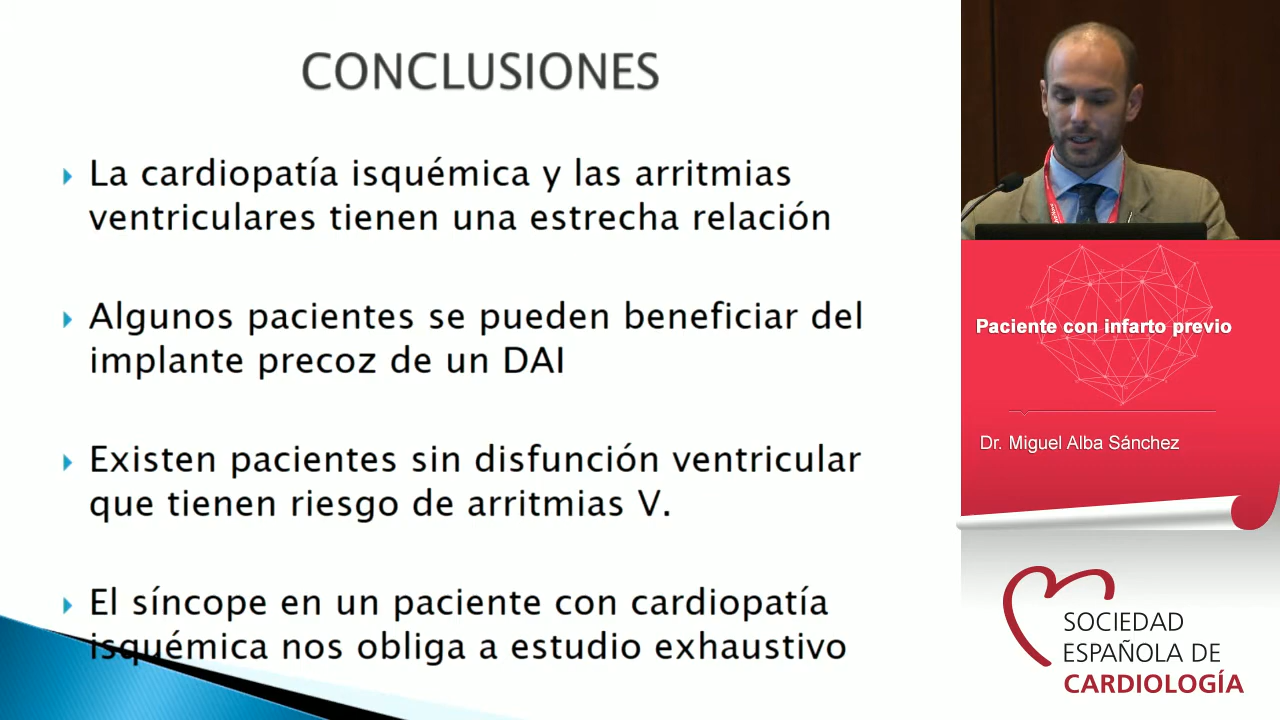 CONCLUSIONES
La cardiopatía isquémica y las arritmias
ventriculares tienen una estrecha relación
Algunos pacientes se pueden beneficiar del
implante precoz de un DAI
Existen pacientes sin disfunción ventricular
que tienen riesgo de arritmias V.
El síncope en un paciente con cardiopatía
isquémica nos obliga a estudio exhaustivo
Paciente con infarto previo
Dr. Miguel Alba Sánchez
SOCIEDAD
ESPAÑOLA DE
CARDIOLOGÍA